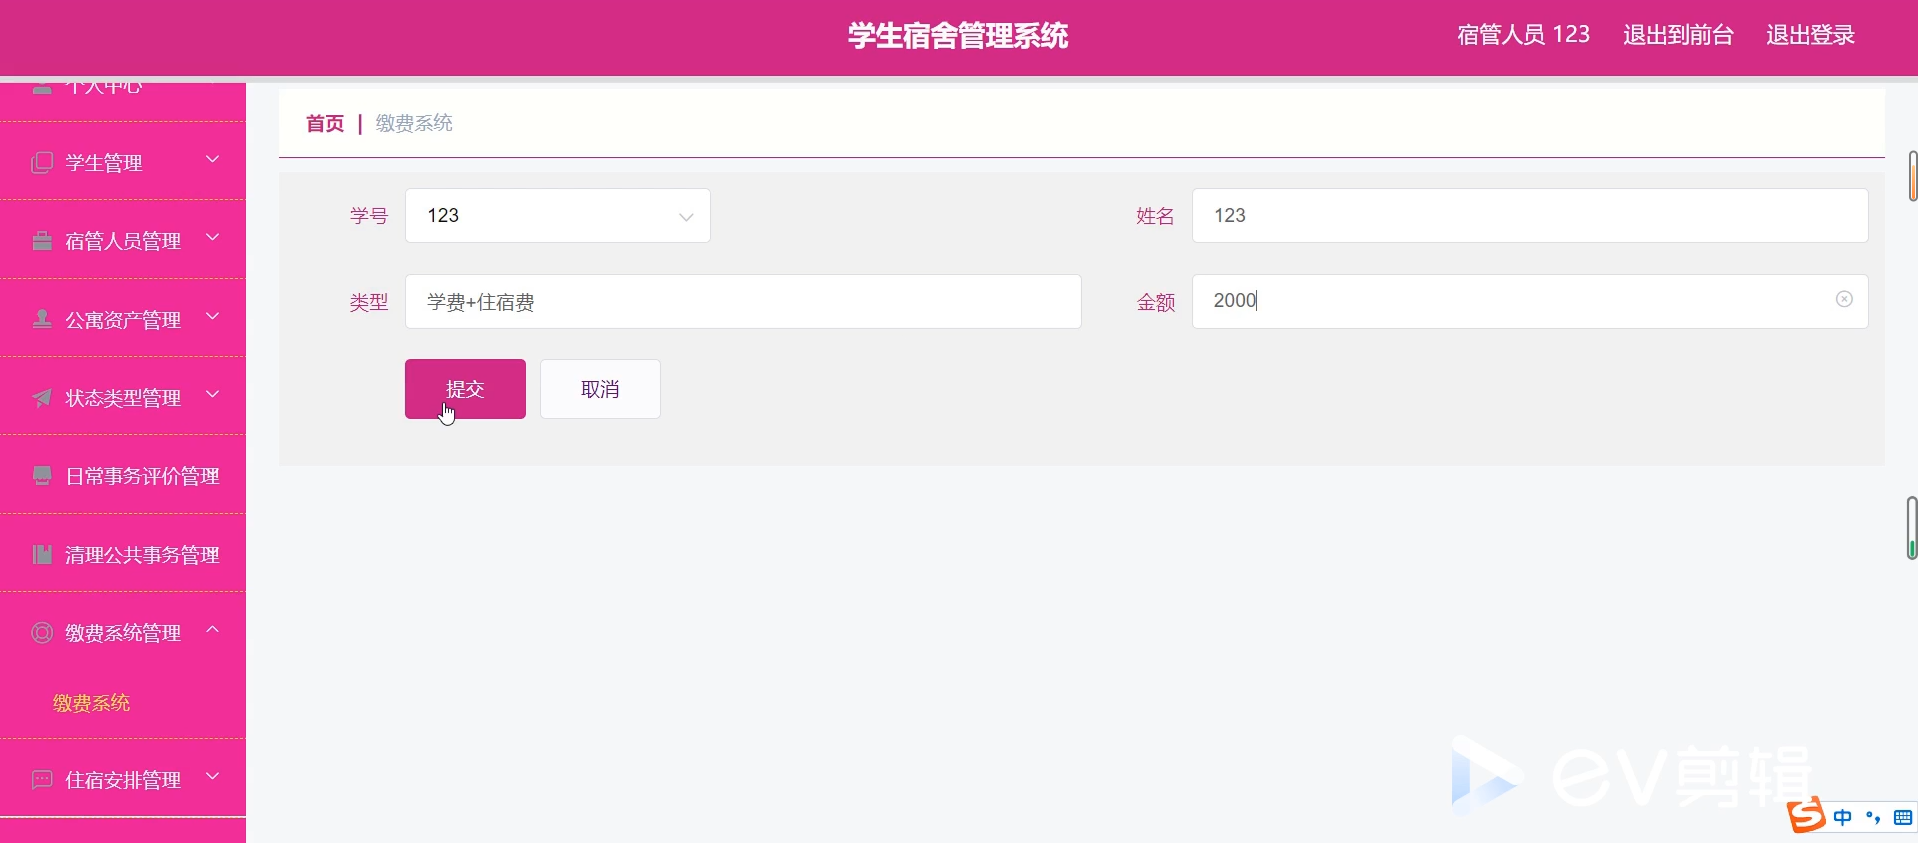 学生宿舍管理系统
宿管人员 123 退出到前台 退出登录
个人中心
学生管理
宿管人员管理
公寓资产管理
状态类型管理
日常事务评价管理
清理公共事务管理
缴费系统管理
缴费系统
住宿安排管理
首页 | 缴费系统
学号 123
姓名 123
类型 学费+住宿费
金额 2000
提交 取消
eV剪辑
S 中